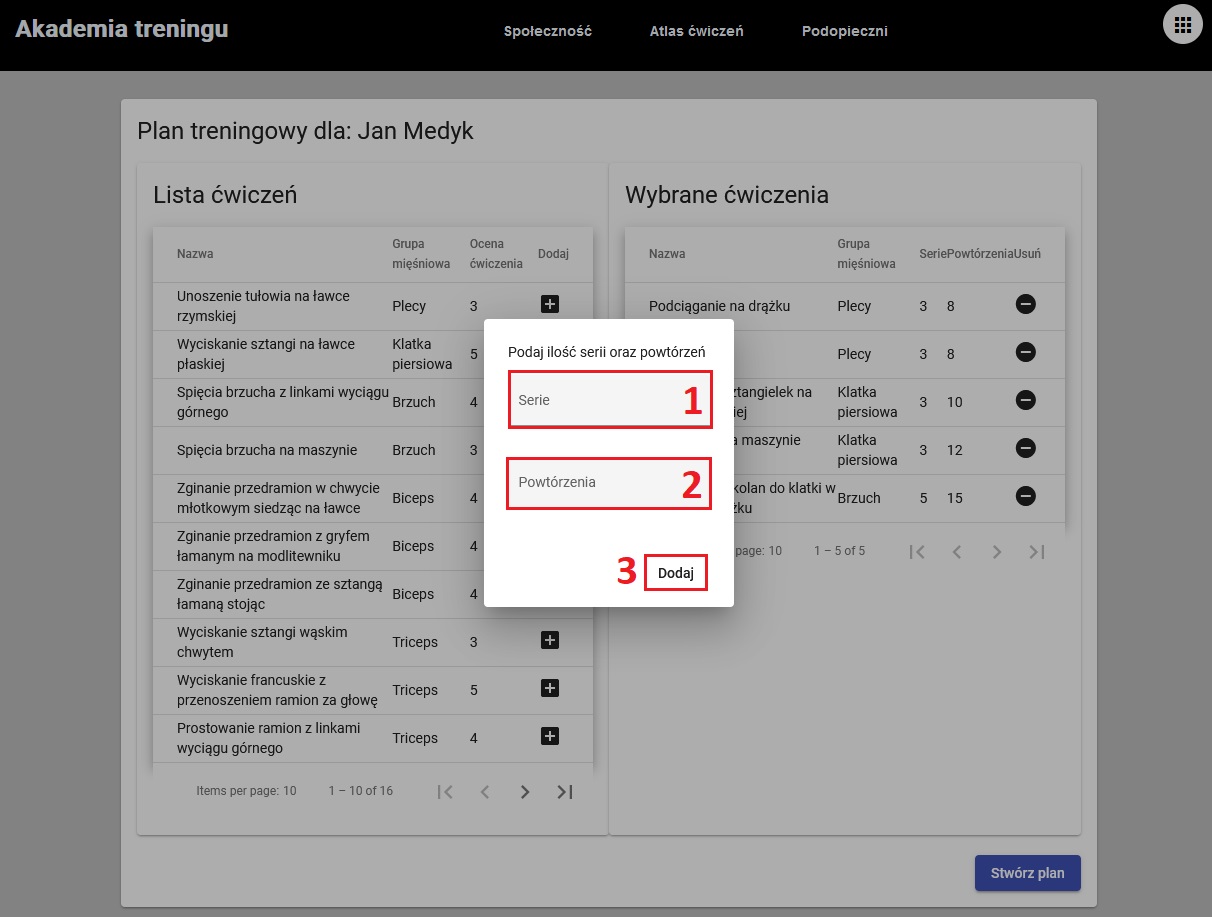 Akademia treningu
Społeczność
Atlas ćwiczeń
Podopieczni
Plan treningowy dla: Jan Medyk
Lista ćwiczeń
Nazwa
Grupa
mięśniowa
Ocena
ćwiczenia
Dodaj
Unoszenie tułowia na ławce
rzymskiej
Plecy
3
Wyciskanie sztangi na ławce
płaskiej
Klatka
piersiowa
5
Spięcia brzucha z linkami wyciągu
górnego
Brzuch
4
Spięcia brzucha na maszynie
Brzuch
3
Zginanie przedramion w chwycie
młotkowym siedząc na ławce
Biceps
4
Zginanie przedramion z gryfem
łamanym na modlitewniku
Biceps
4
Zginanie przedramion ze sztangą
łamaną stojąc
Biceps
4
Wyciskanie sztangi wąskim
chwytem
Triceps
3
Wyciskanie francuskie z
przenoszeniem ramion za głowę
Triceps
5
Prostowanie ramion z linkami
wyciągu górnego
Triceps
4
Items per page: 10
1 – 10 of 16
Podaj ilość serii oraz powtórzeń
Serie
1
Powtórzenia
2
3
Dodaj
Wybrane ćwiczenia
Nazwa
Grupa
mięśniowa
Serie
Powtórzenia
Usuń
Podciąganie na drążku
Plecy
3
8
Plecy
3
8
ztangielek na
iej
Klatka
piersiowa
3
10
a maszynie
Klatka
piersiowa
3
12
kolan do klatki w
żku
Brzuch
5
15
page: 10
1 – 5 of 5
Stwórz plan